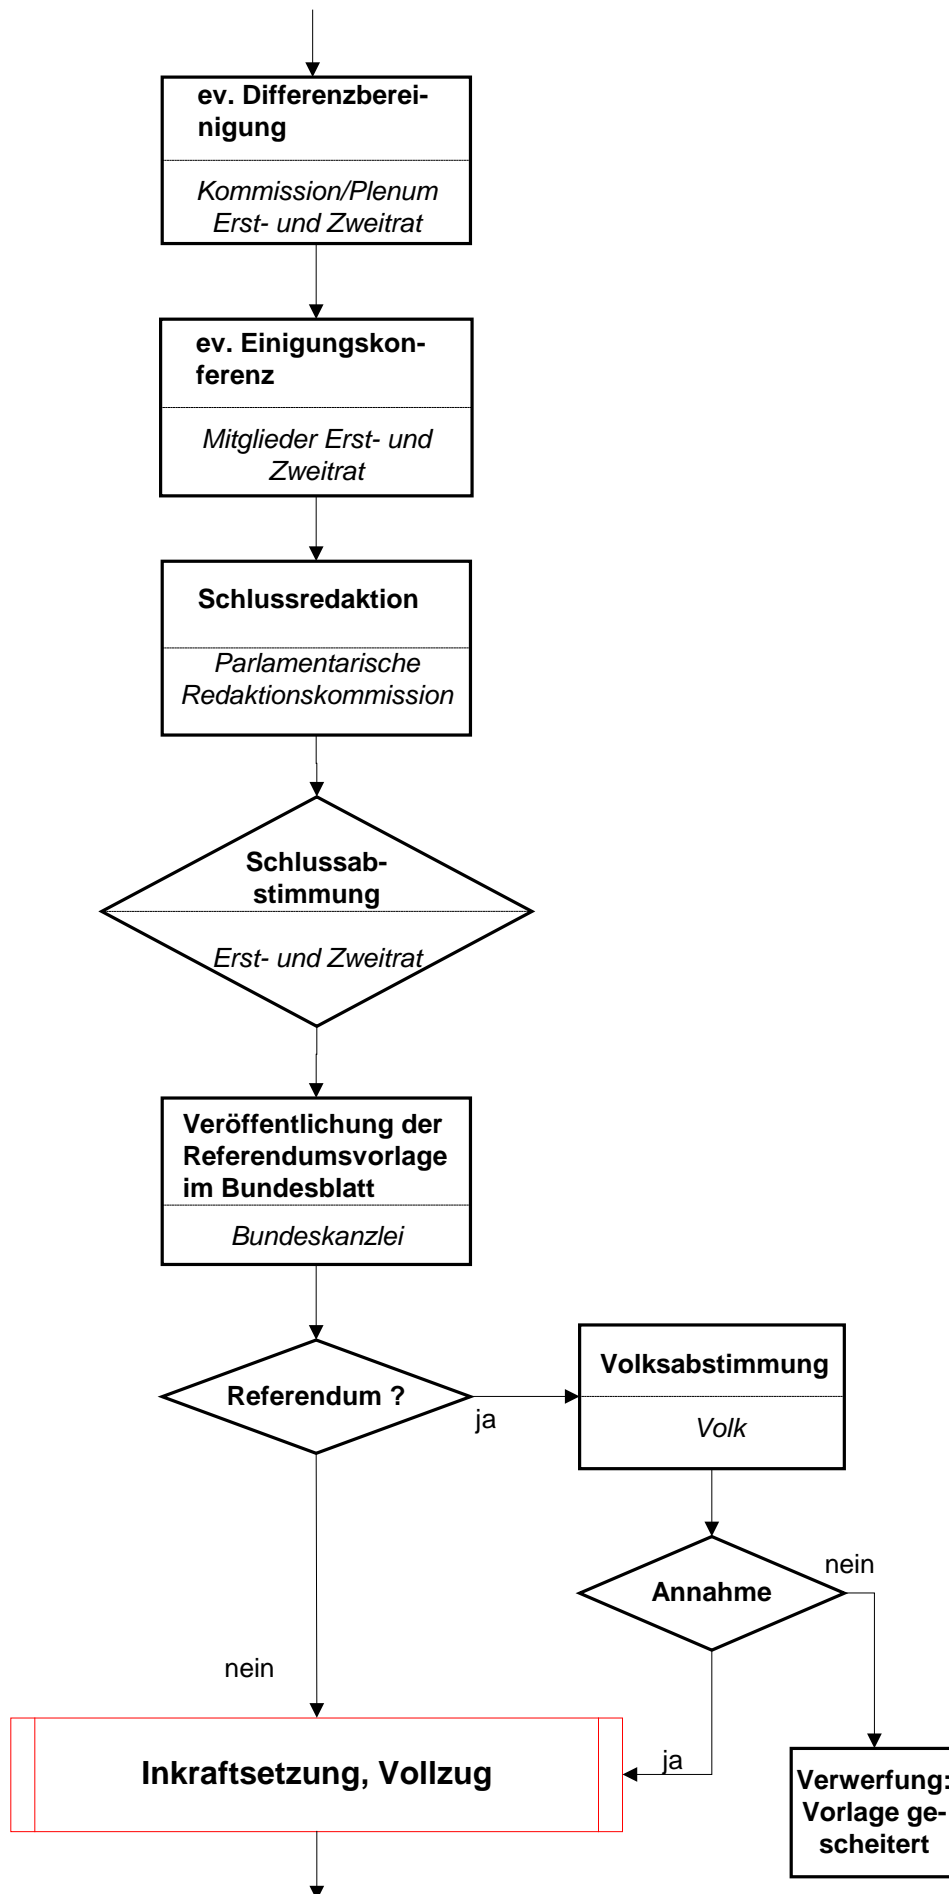 ev. Differenzberei-
nigung
Kommission/Plenum
Erst- und Zweitrat
ev. Einigungskon-
ferenz
Mitglieder Erst- und
Zweitrat
Schlussredaktion
Parlamentarische
Redaktionskommission
Schlussab-
stimmung
Erst- und Zweitrat
Veröffentlichung der
Referendumsvorlage
im Bundesblatt
Bundeskanzlei
Referendum ?
ja
Volksabstimmung
Volk
Annahme
nein
nein
Inkraftsetzung, Vollzug
ja
Verwerfung:
Vorlage ge-
scheitert